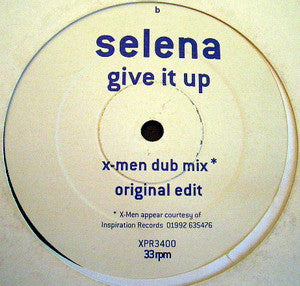 b
selena
give it up
x-men dub mix*
original edit
* X-Men appear courtesy of
Inspiration Records 01992 635476
XPR3400
33rpm